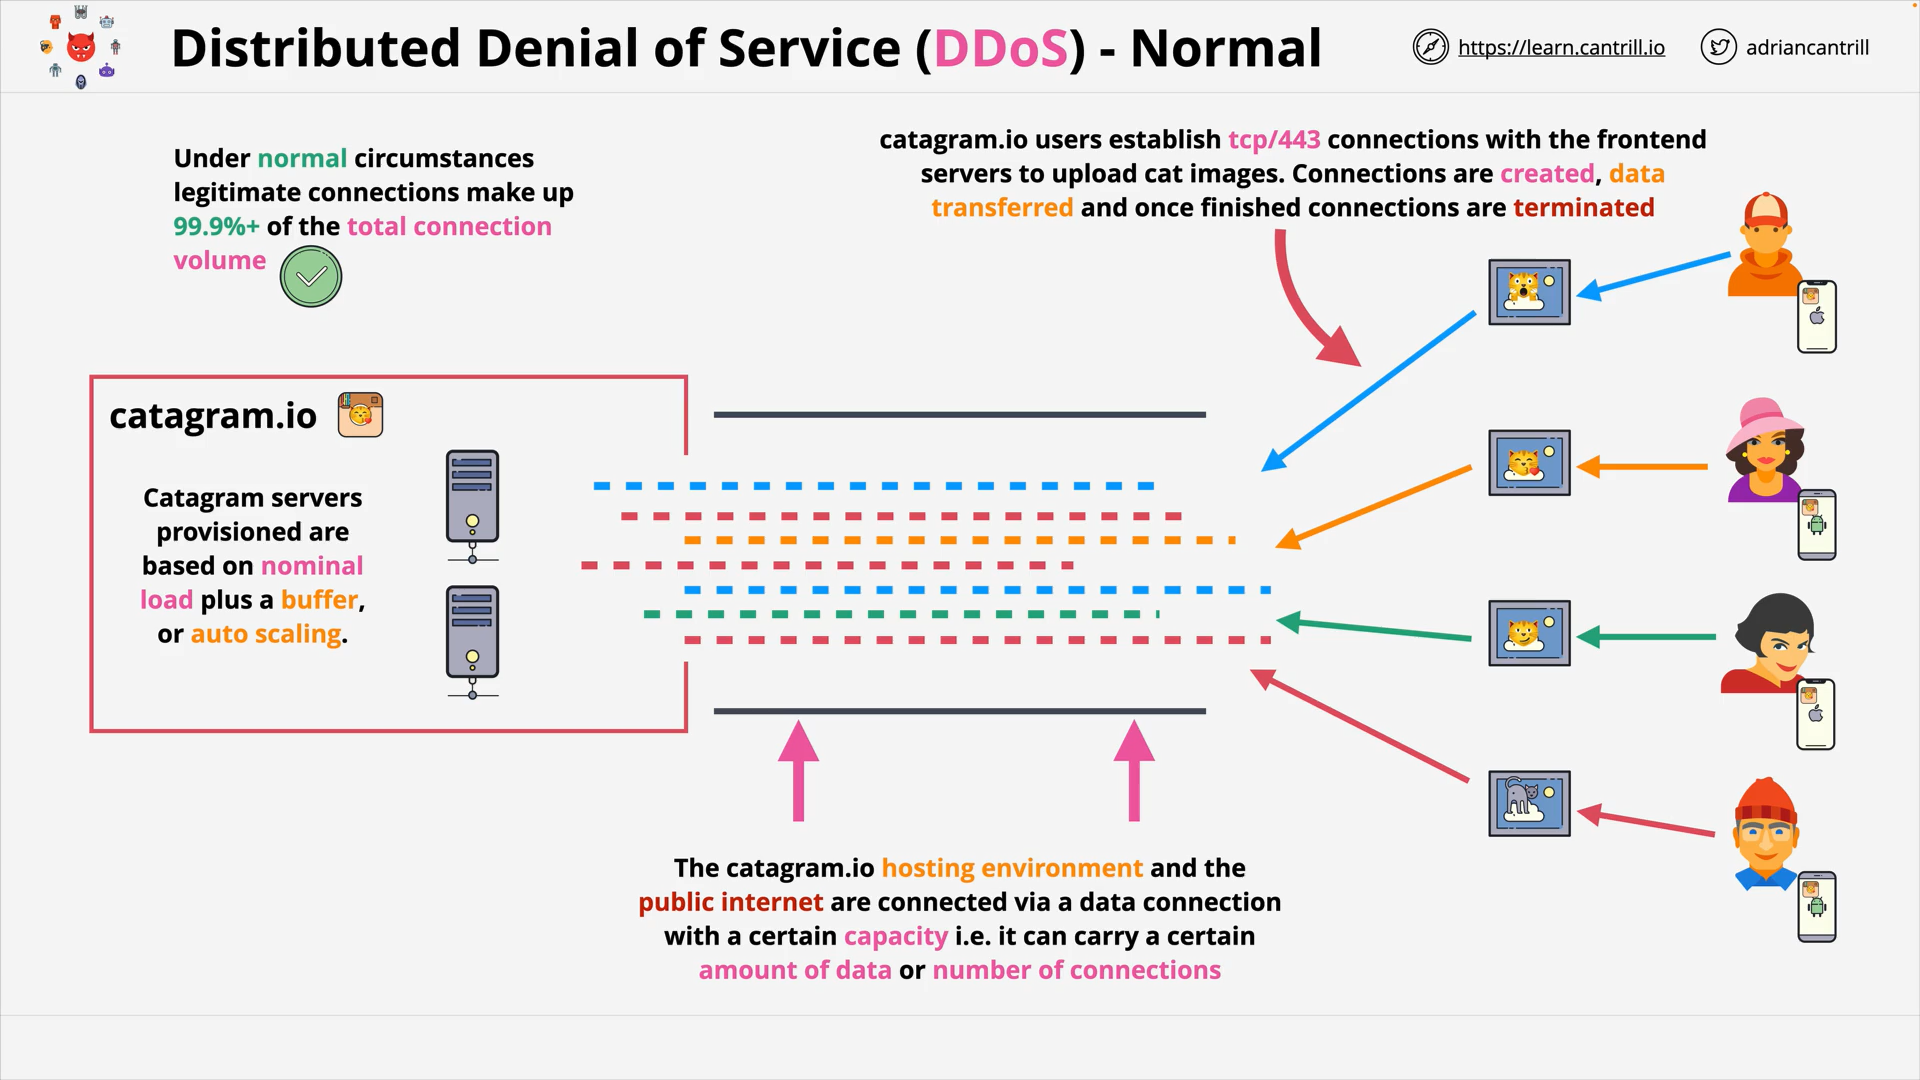 Distributed Denial of Service (DDoS) - Normal
https://learn.cantrill.io
adriancantrill
Under normal circumstances
legitimate connections make up
99.9%+ of the total connection
volume
catagram.io users establish tcp/443 connections with the frontend
servers to upload cat images. Connections are created, data
transferred and once finished connections are terminated
catagram.io
Catagram servers
provisioned are
based on nominal
load plus a buffer,
or auto scaling.
The catagram.io hosting environment and the
public internet are connected via a data connection
with a certain capacity i.e. it can carry a certain
amount of data or number of connections